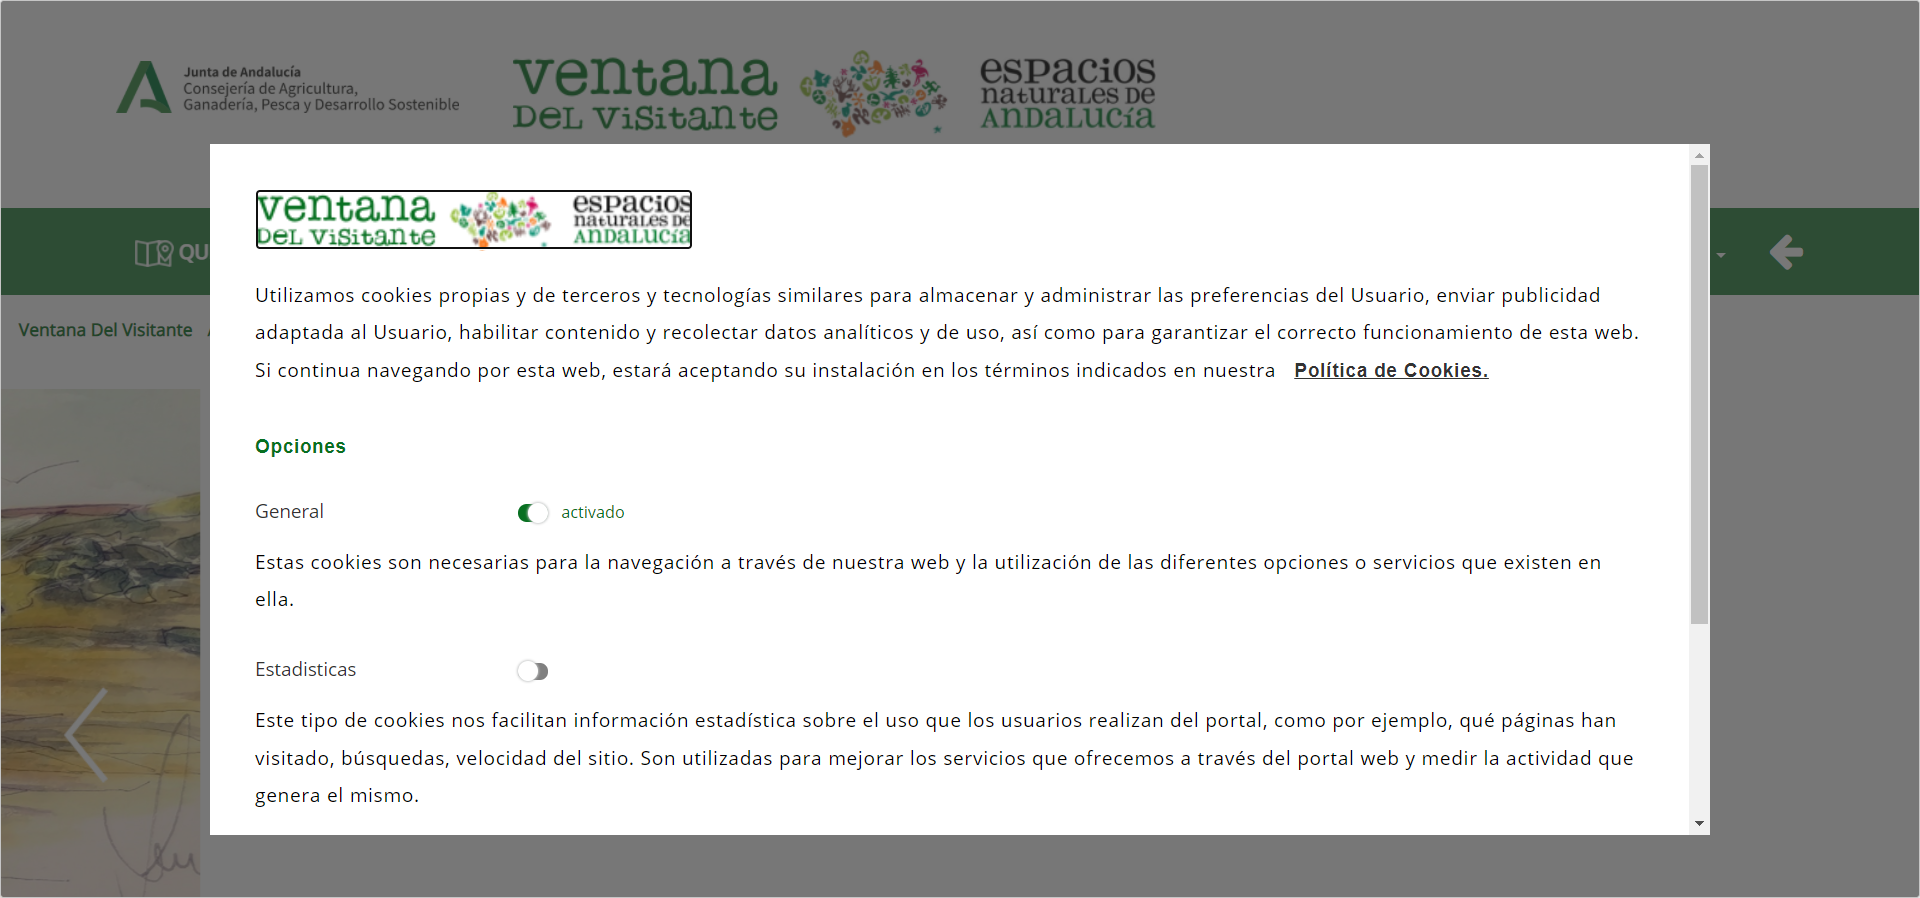 Junta de Andalucía
Consejería de Agricultura,
Ganadería, Pesca y Desarrollo Sostenible
ventana
DEL VISITANTE
espacios
naturales de
ANDALUCÍA
QU
Ventana Del Visitante
ventana
DEL VISITANTE
espacios
naturales de
ANDALUCÍA
Utilizamos cookies propias y de terceros y tecnologías similares para almacenar y administrar las preferencias del Usuario, enviar publicidad
adaptada al Usuario, habilitar contenido y recolectar datos analíticos y de uso, así como para garantizar el correcto funcionamiento de esta web.
Si continua navegando por esta web, estará aceptando su instalación en los términos indicados en nuestra Política de Cookies.
Opciones
General activado
Estas cookies son necesarias para la navegación a través de nuestra web y la utilización de las diferentes opciones o servicios que existen en
ella.
Estadisticas
Este tipo de cookies nos facilitan información estadística sobre el uso que los usuarios realizan del portal, como por ejemplo, qué páginas han
visitado, búsquedas, velocidad del sitio. Son utilizadas para mejorar los servicios que ofrecemos a través del portal web y medir la actividad que
genera el mismo.